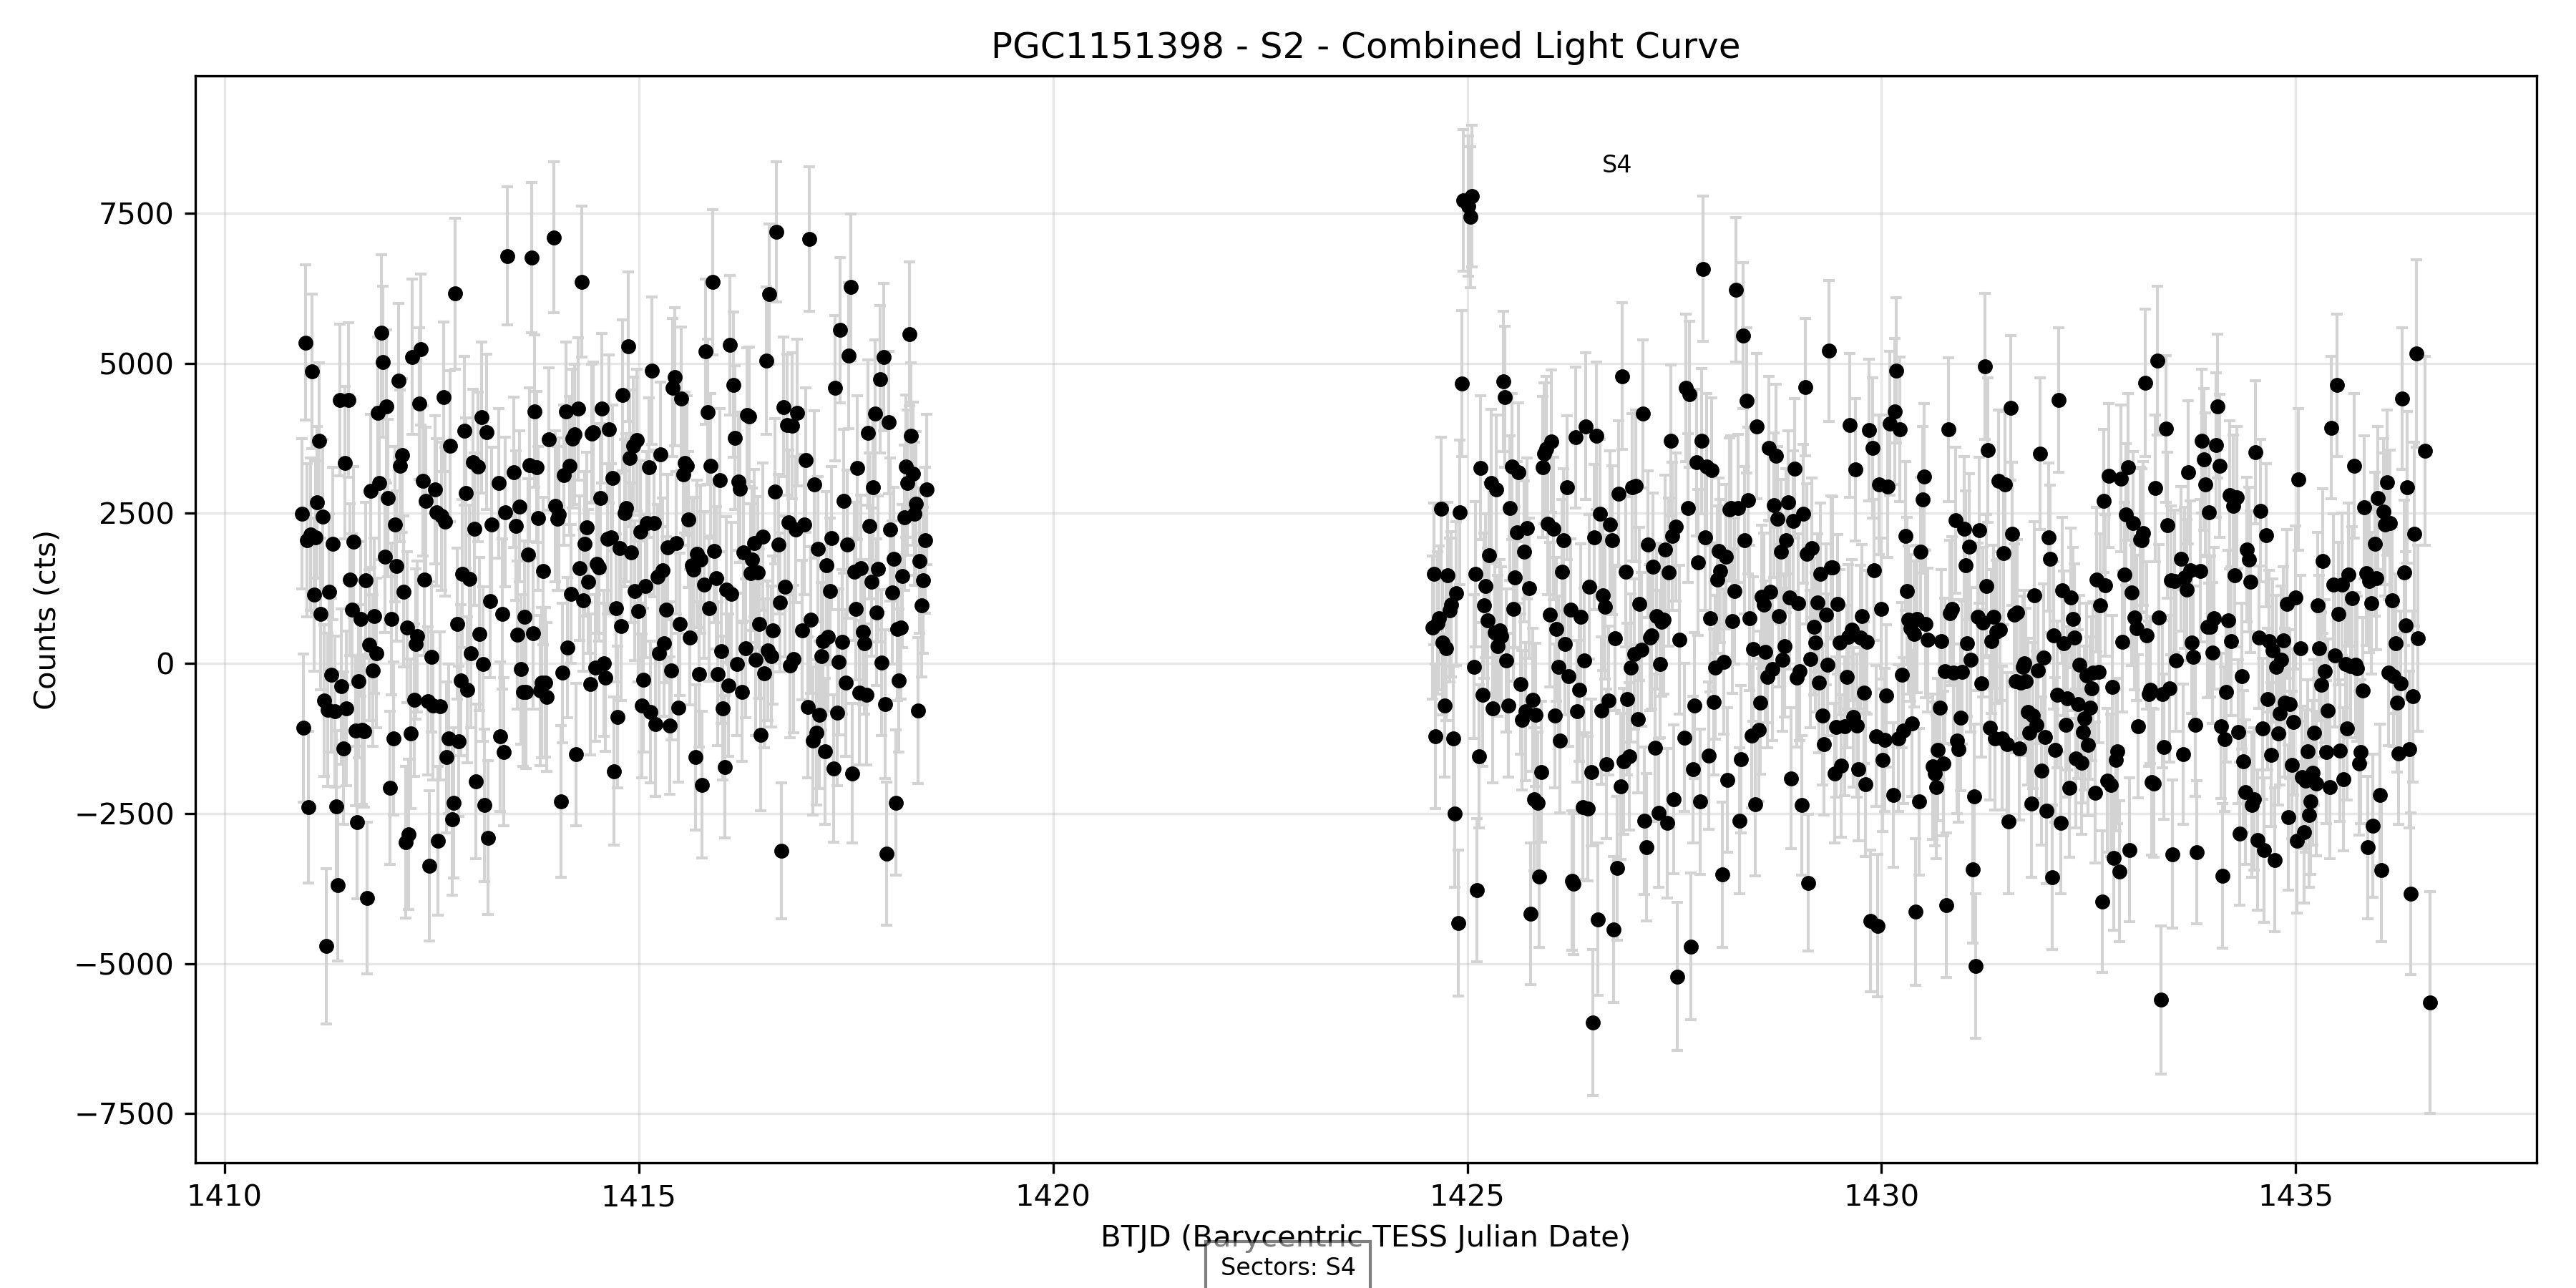 PGC1151398 - S2 - Combined Light Curve
S4
Counts (cts)
7500
5000
2500
0
−2500
−5000
−7500
1410 1415 1420 1425 1430 1435
BTJD (Barycentric TESS Julian Date)
Sectors: S4